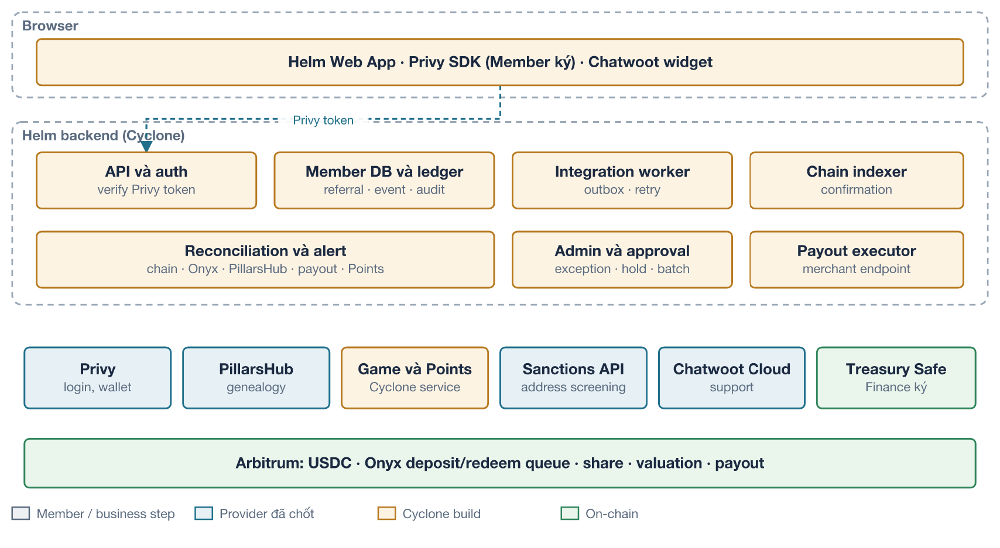 Browser
Helm Web App · Privy SDK (Member ký) · Chatwoot widget
Privy token
Helm backend (Cyclone)
API và auth
verify Privy token
Member DB và ledger
referral · event · audit
Integration worker
outbox · retry
Chain indexer
confirmation
Reconciliation và alert
chain · Onyx · PillarsHub · payout · Points
Admin và approval
exception · hold · batch
Payout executor
merchant endpoint
Privy
login, wallet
PillarsHub
genealogy
Game và Points
Cyclone service
Sanctions API
address screening
Chatwoot Cloud
support
Treasury Safe
Finance ký
Arbitrum: USDC · Onyx deposit/redeem queue · share · valuation · payout
Member / business step
Provider đã chốt
Cyclone build
On-chain